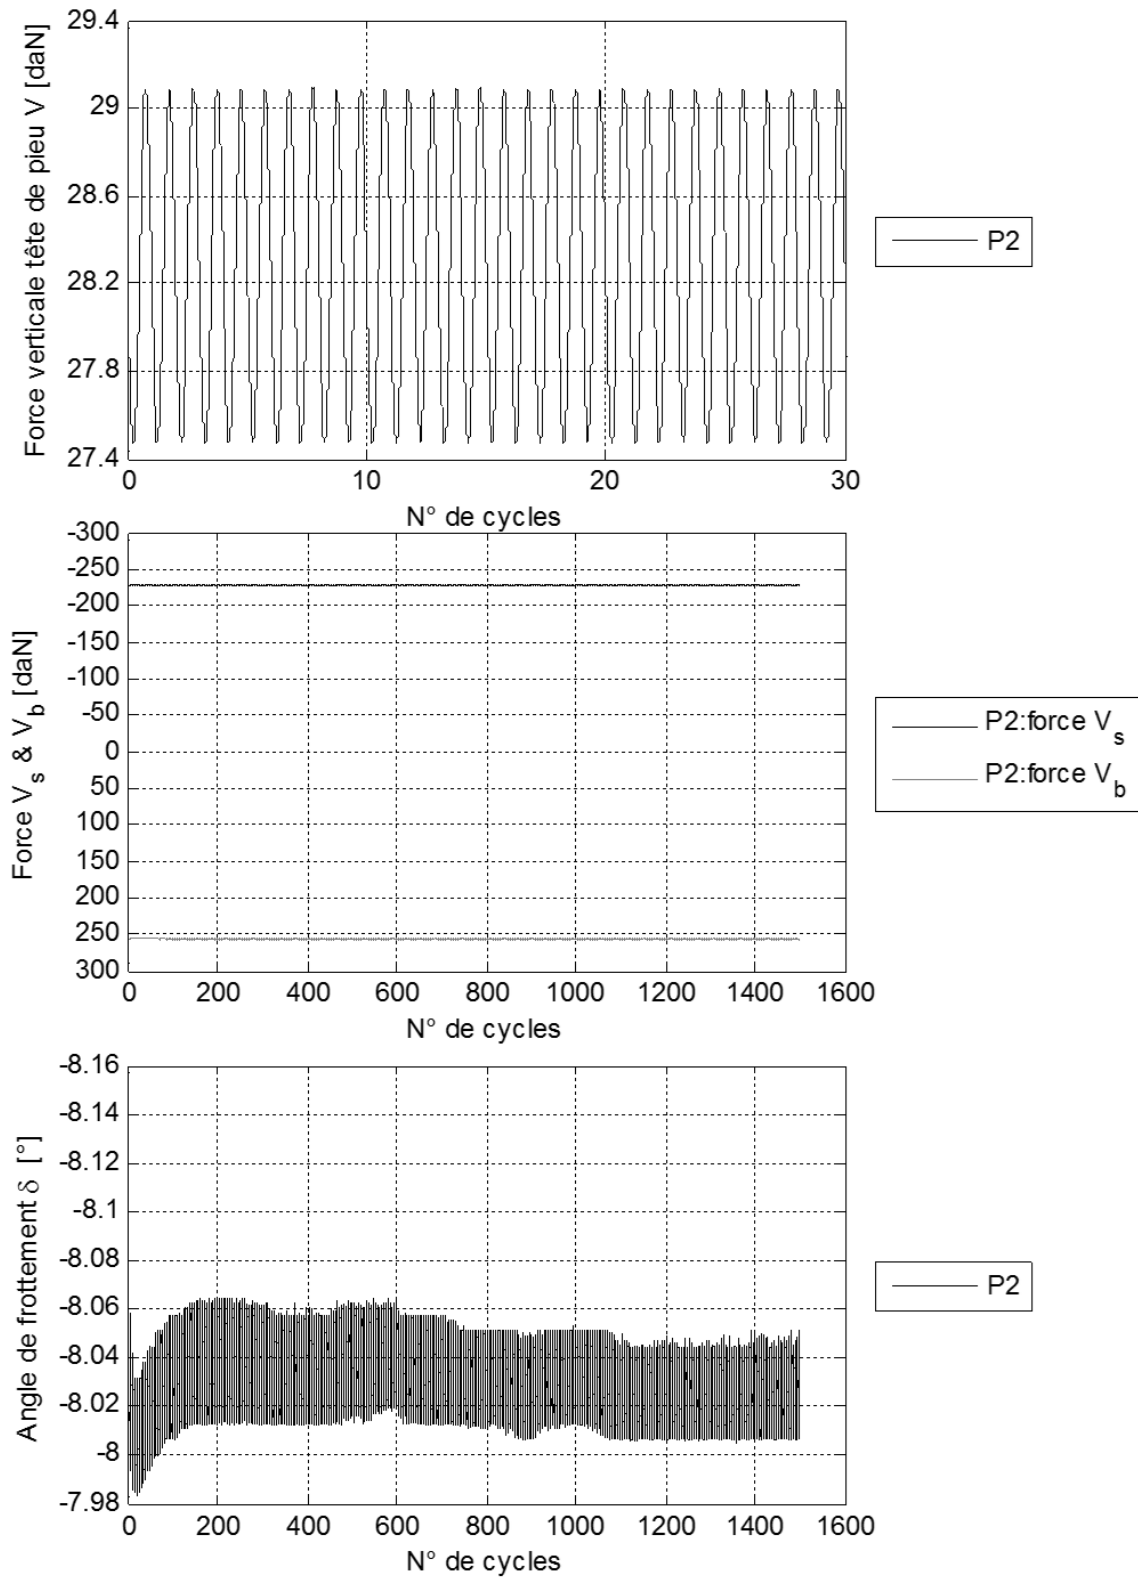 Force verticale tête de pieu V [daN]
29.4
29
28.6
28.2
27.8
27.4
0 10 20 30
N° de cycles
P2
Force V_s & V_b [daN]
-300
-250
-200
-150
-100
-50
0
50
100
150
200
250
300
0 200 400 600 800 1000 1200 1400 1600
N° de cycles
P2:force V_s
P2:force V_b
Angle de frottement δ [°]
-8.16
-8.14
-8.12
-8.1
-8.08
-8.06
-8.04
-8.02
-8
-7.98
0 200 400 600 800 1000 1200 1400 1600
N° de cycles
P2